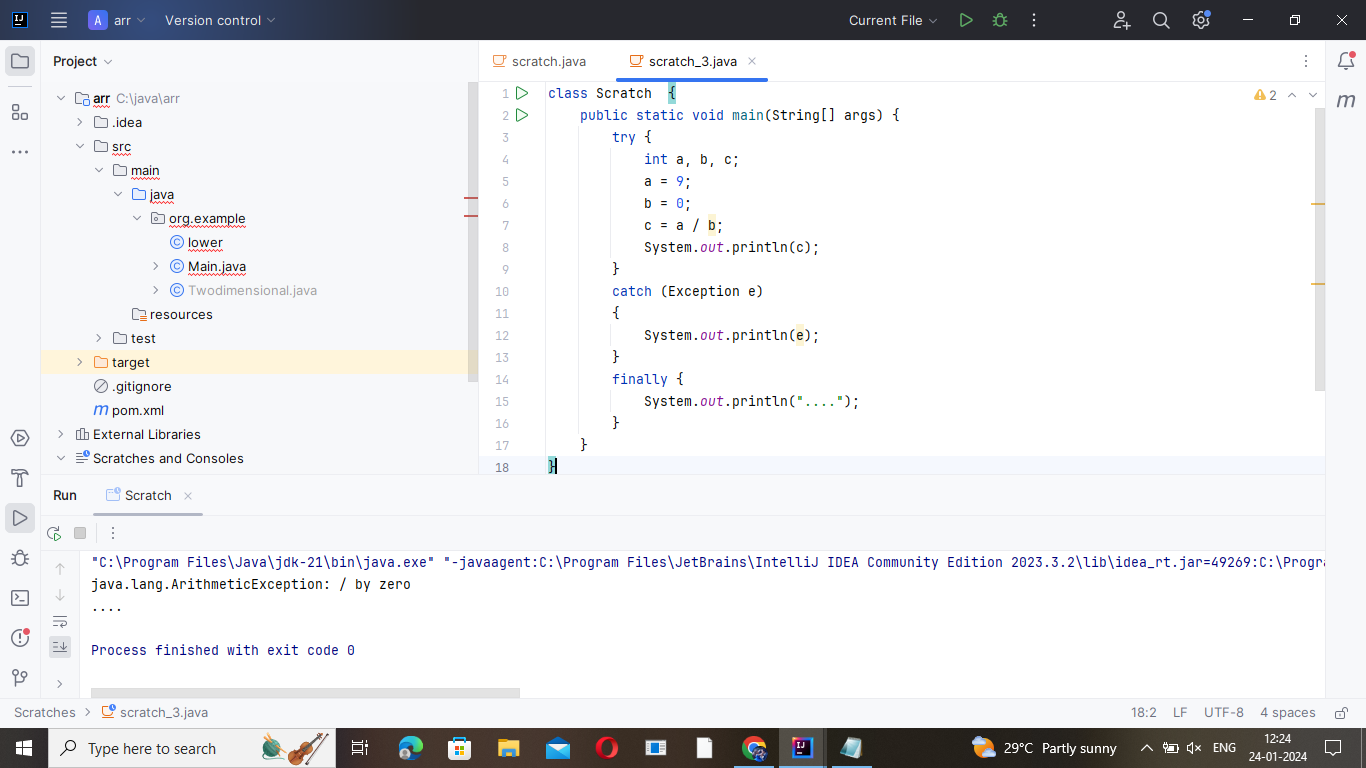 A arr Version control Current File
Project
scratch.java scratch_3.java
arr C:\java\arr
.idea
src
main
java
org.example
lower
Main.java
Twodimensional.java
resources
test
target
.gitignore
m pom.xml
External Libraries
Scratches and Consoles
2
m
1 class Scratch {
2 public static void main(String[] args) {
3 try {
4 int a, b, c;
5 a = 9;
6 b = 0;
7 c = a / b;
8 System.out.println(c);
9 }
10 catch (Exception e)
11 {
12 System.out.println(e);
13 }
14 finally {
15 System.out.println("....");
16 }
17 }
18 }
Run Scratch
"C:\Program Files\Java\jdk-21\bin\java.exe" "-javaagent:C:\Program Files\JetBrains\IntelliJ IDEA Community Edition 2023.3.2\lib\idea_rt.jar=49269:C:\Progra
java.lang.ArithmeticException: / by zero
....
Process finished with exit code 0
Scratches > scratch_3.java 18:2 LF UTF-8 4 spaces
Type here to search 29°C Partly sunny ENG 12:24
24-01-2024